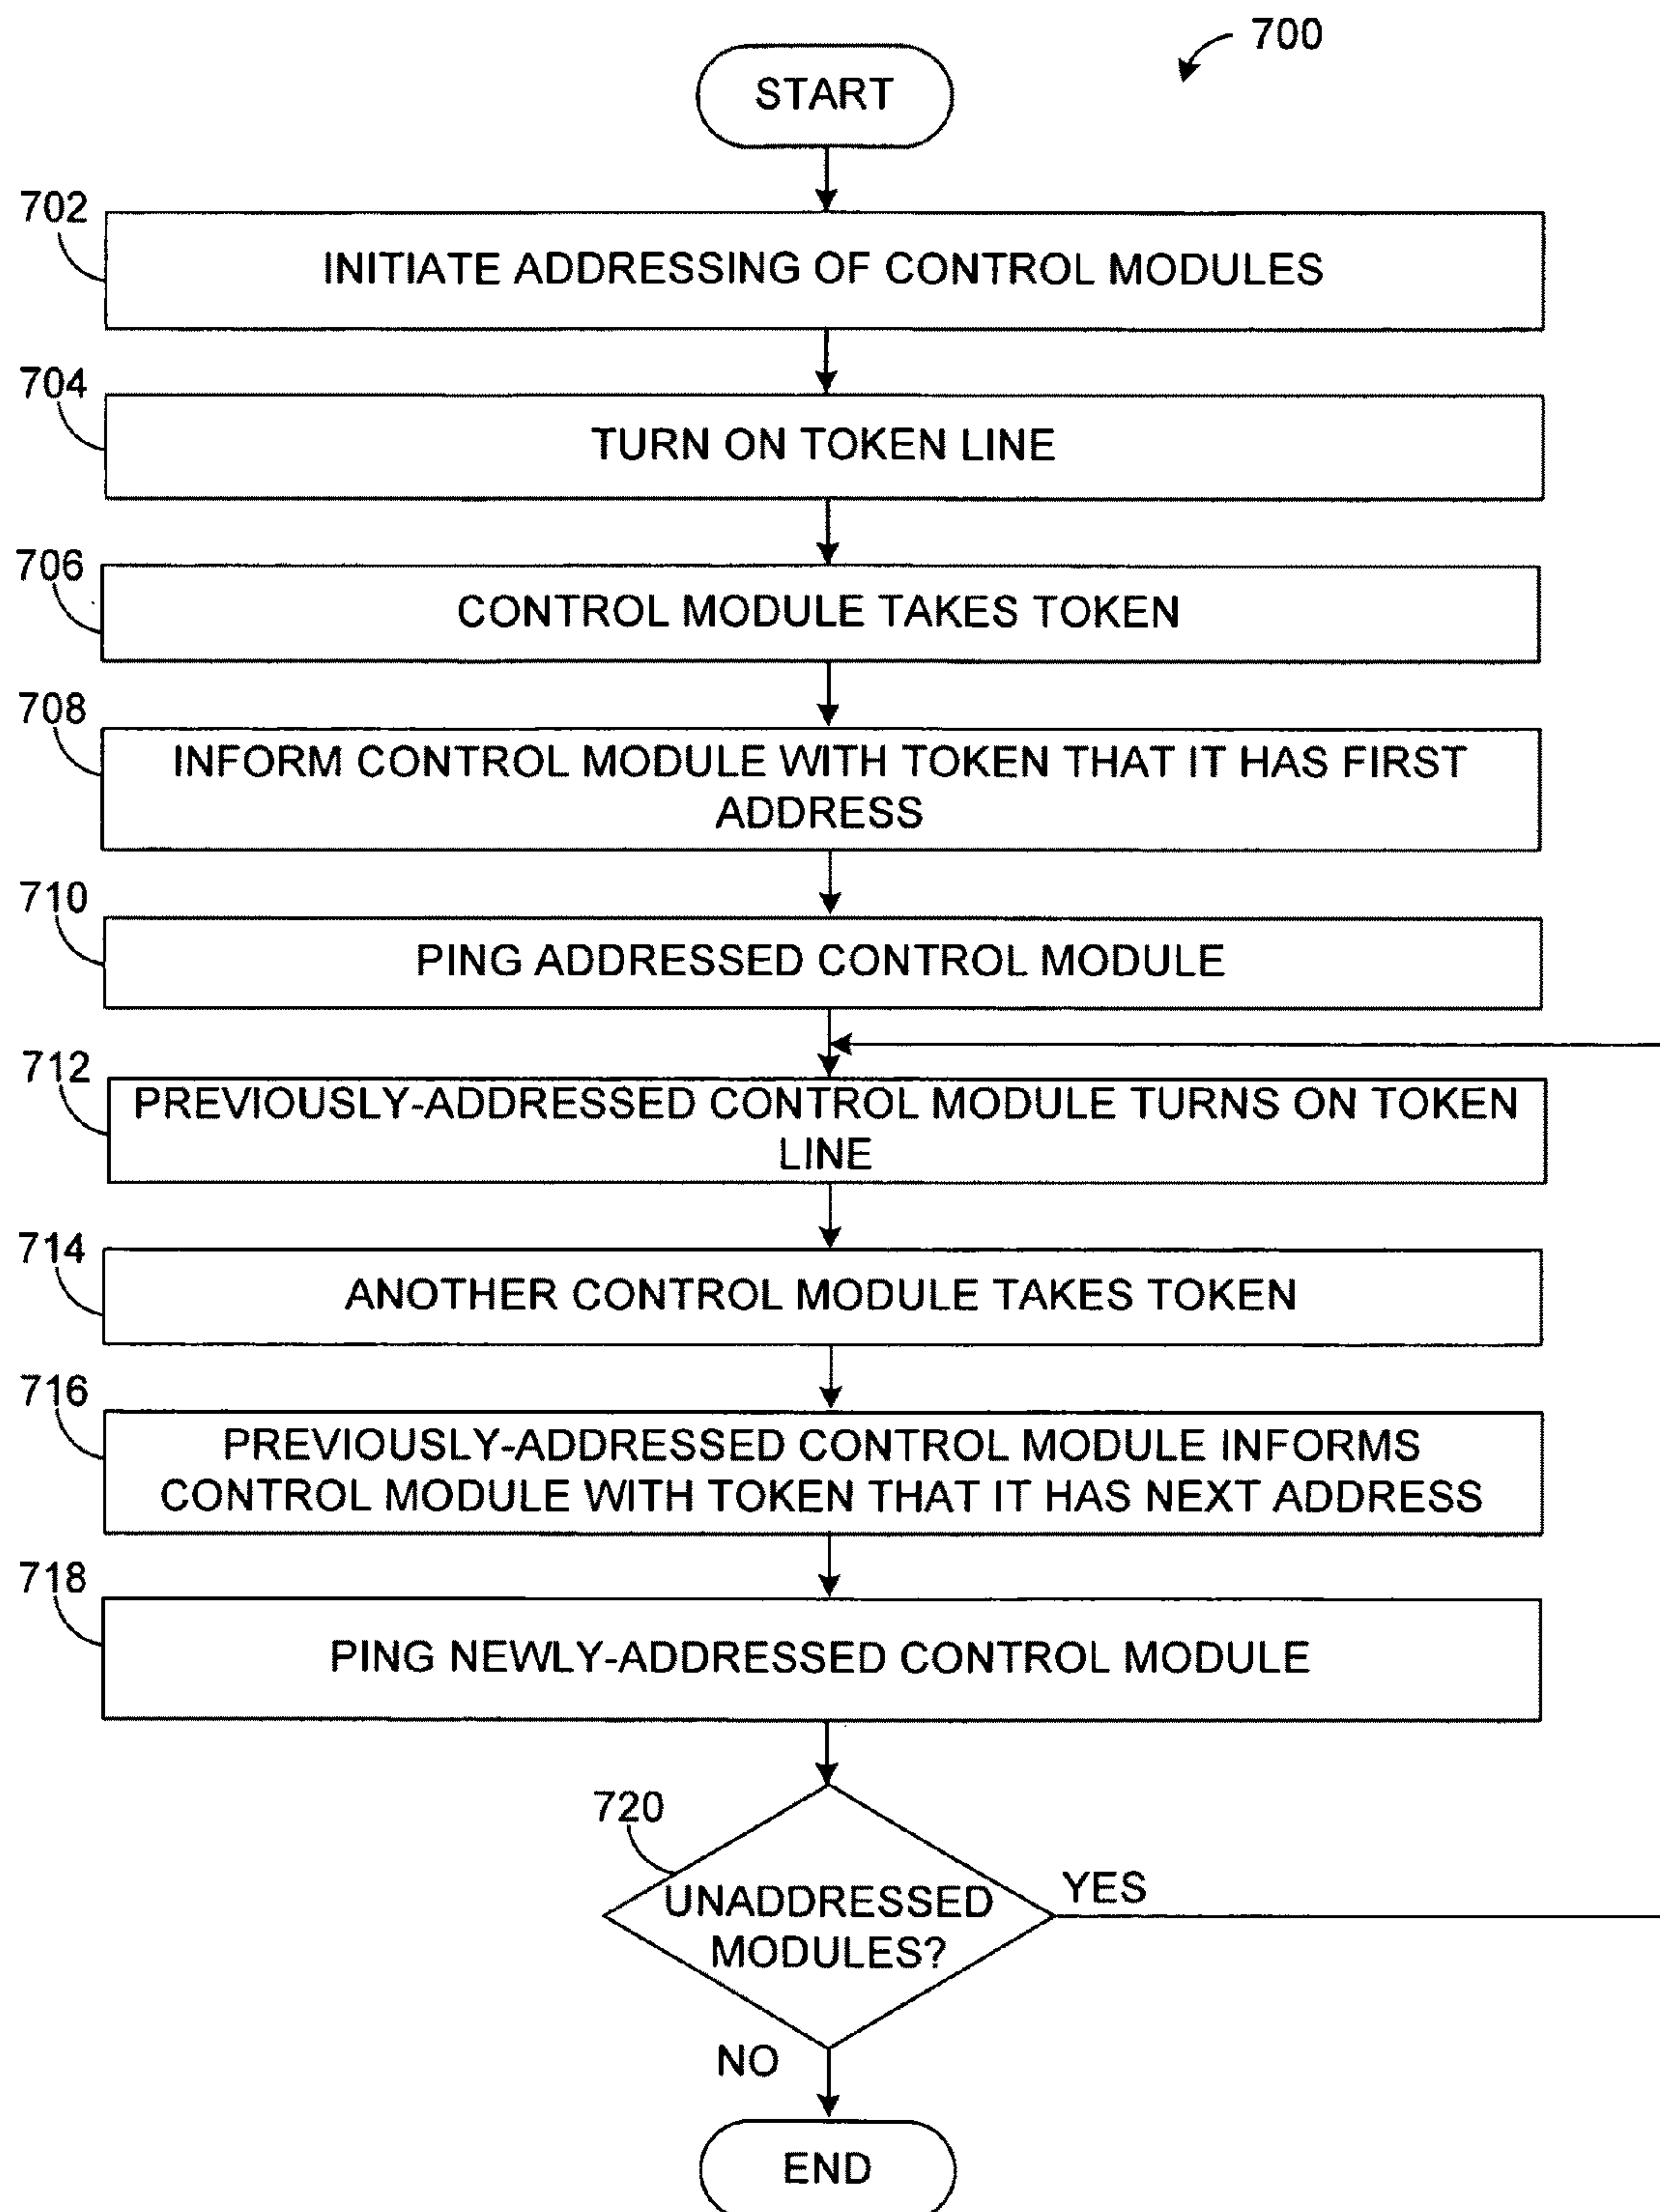 700
START
702
INITIATE ADDRESSING OF CONTROL MODULES
704
TURN ON TOKEN LINE
706
CONTROL MODULE TAKES TOKEN
708
INFORM CONTROL MODULE WITH TOKEN THAT IT HAS FIRST
ADDRESS
710
PING ADDRESSED CONTROL MODULE
712
PREVIOUSLY-ADDRESSED CONTROL MODULE TURNS ON TOKEN
LINE
714
ANOTHER CONTROL MODULE TAKES TOKEN
716
PREVIOUSLY-ADDRESSED CONTROL MODULE INFORMS
CONTROL MODULE WITH TOKEN THAT IT HAS NEXT ADDRESS
718
PING NEWLY-ADDRESSED CONTROL MODULE
720
UNADDRESSED
MODULES?
YES
NO
END